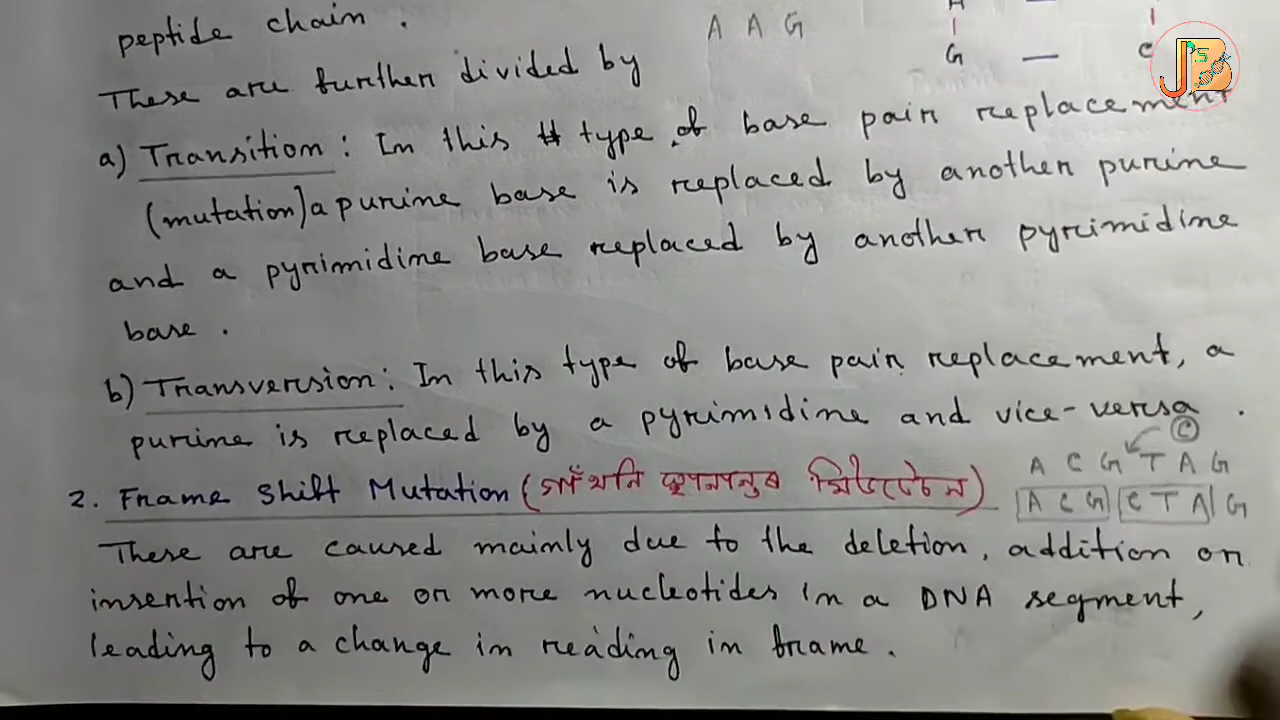 peptide chain.
A A G
G — C
These are further divided by
a) Transition: In this type of base pair replacement
(mutation) a purine base is replaced by another purine
and a pyrimidine base replaced by another pyrimidine
base.
b) Transversion: In this type of base pair replacement, a
purine is replaced by a pyrimidine and vice-versa.
C
A C G T A G
2. Frame Shift Mutation (
A C G C T A G
These are caused mainly due to the deletion, addition or
insertion of one or more nucleotides in a DNA segment,
leading to a change in reading in frame.